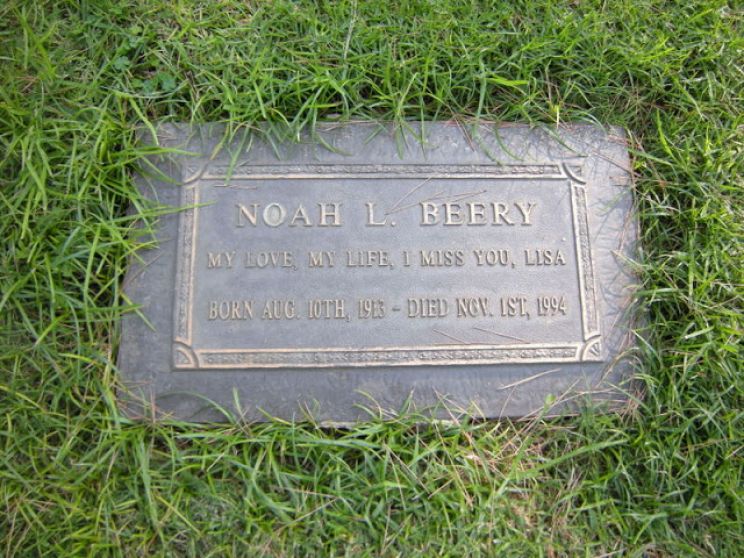 NOAH L. BEERY
MY LOVE, MY LIFE, I MISS YOU, LISA
BORN AUG. 10TH, 1913 - DIED NOV. 1ST, 1994